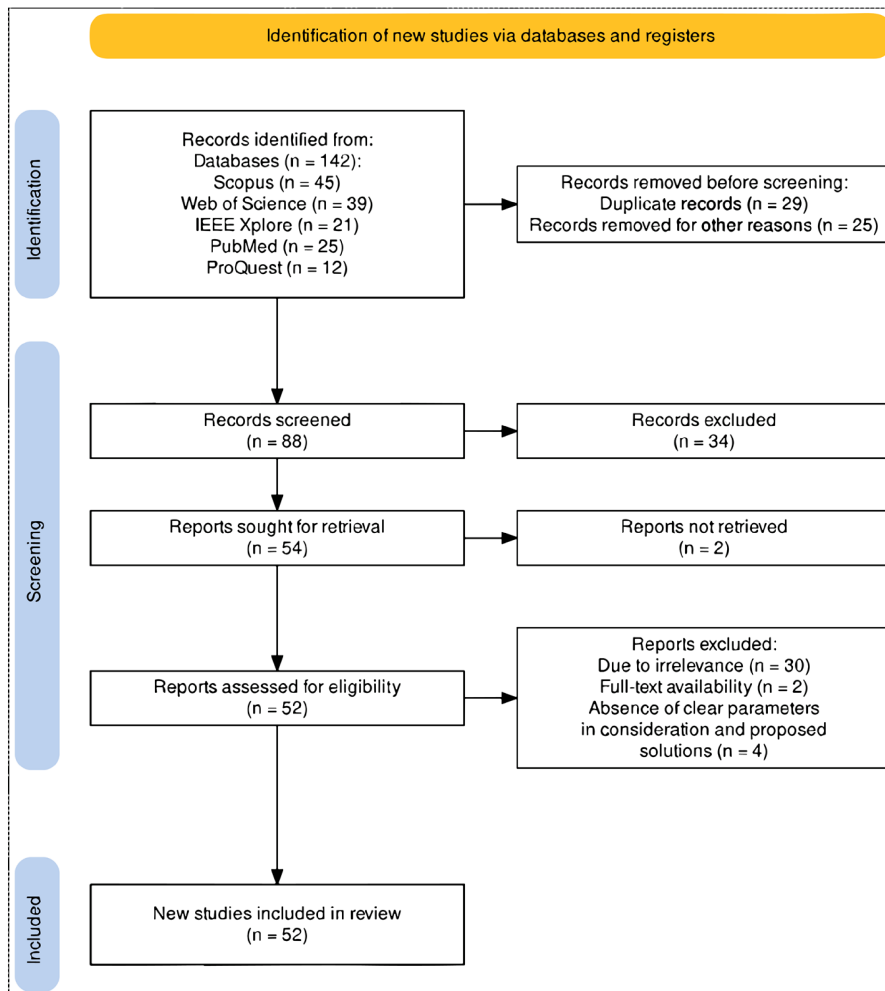 Identification of new studies via databases and registers
Identification
Records identified from:
Databases (n = 142):
Scopus (n = 45)
Web of Science (n = 39)
IEEE Xplore (n = 21)
PubMed (n = 25)
ProQuest (n = 12)
Records removed before screening:
Duplicate records (n = 29)
Records removed for other reasons (n = 25)
Screening
Records screened
(n = 88)
Records excluded
(n = 34)
Reports sought for retrieval
(n = 54)
Reports not retrieved
(n = 2)
Reports assessed for eligibility
(n = 52)
Reports excluded:
Due to irrelevance (n = 30)
Full-text availability (n = 2)
Absence of clear parameters
in consideration and proposed
solutions (n = 4)
Included
New studies included in review
(n = 52)